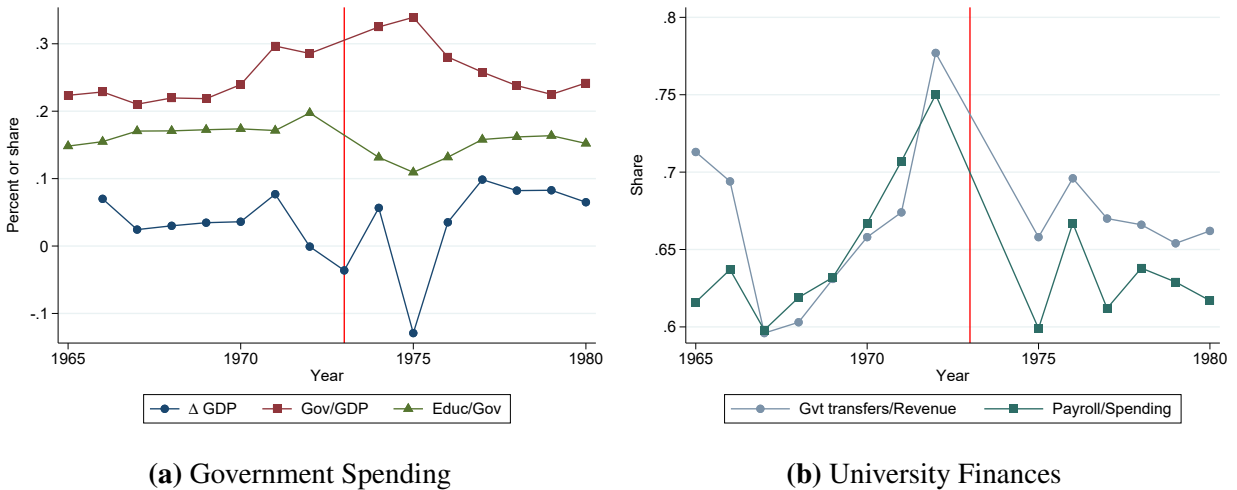 Percent or share
.3
.2
.1
0
-.1
1965 1970 1975 1980
Year
Δ GDP Gov/GDP Educ/Gov
(a) Government Spending
Share
.8
.75
.7
.65
.6
1965 1970 1975 1980
Year
Gvt transfers/Revenue Payroll/Spending
(b) University Finances